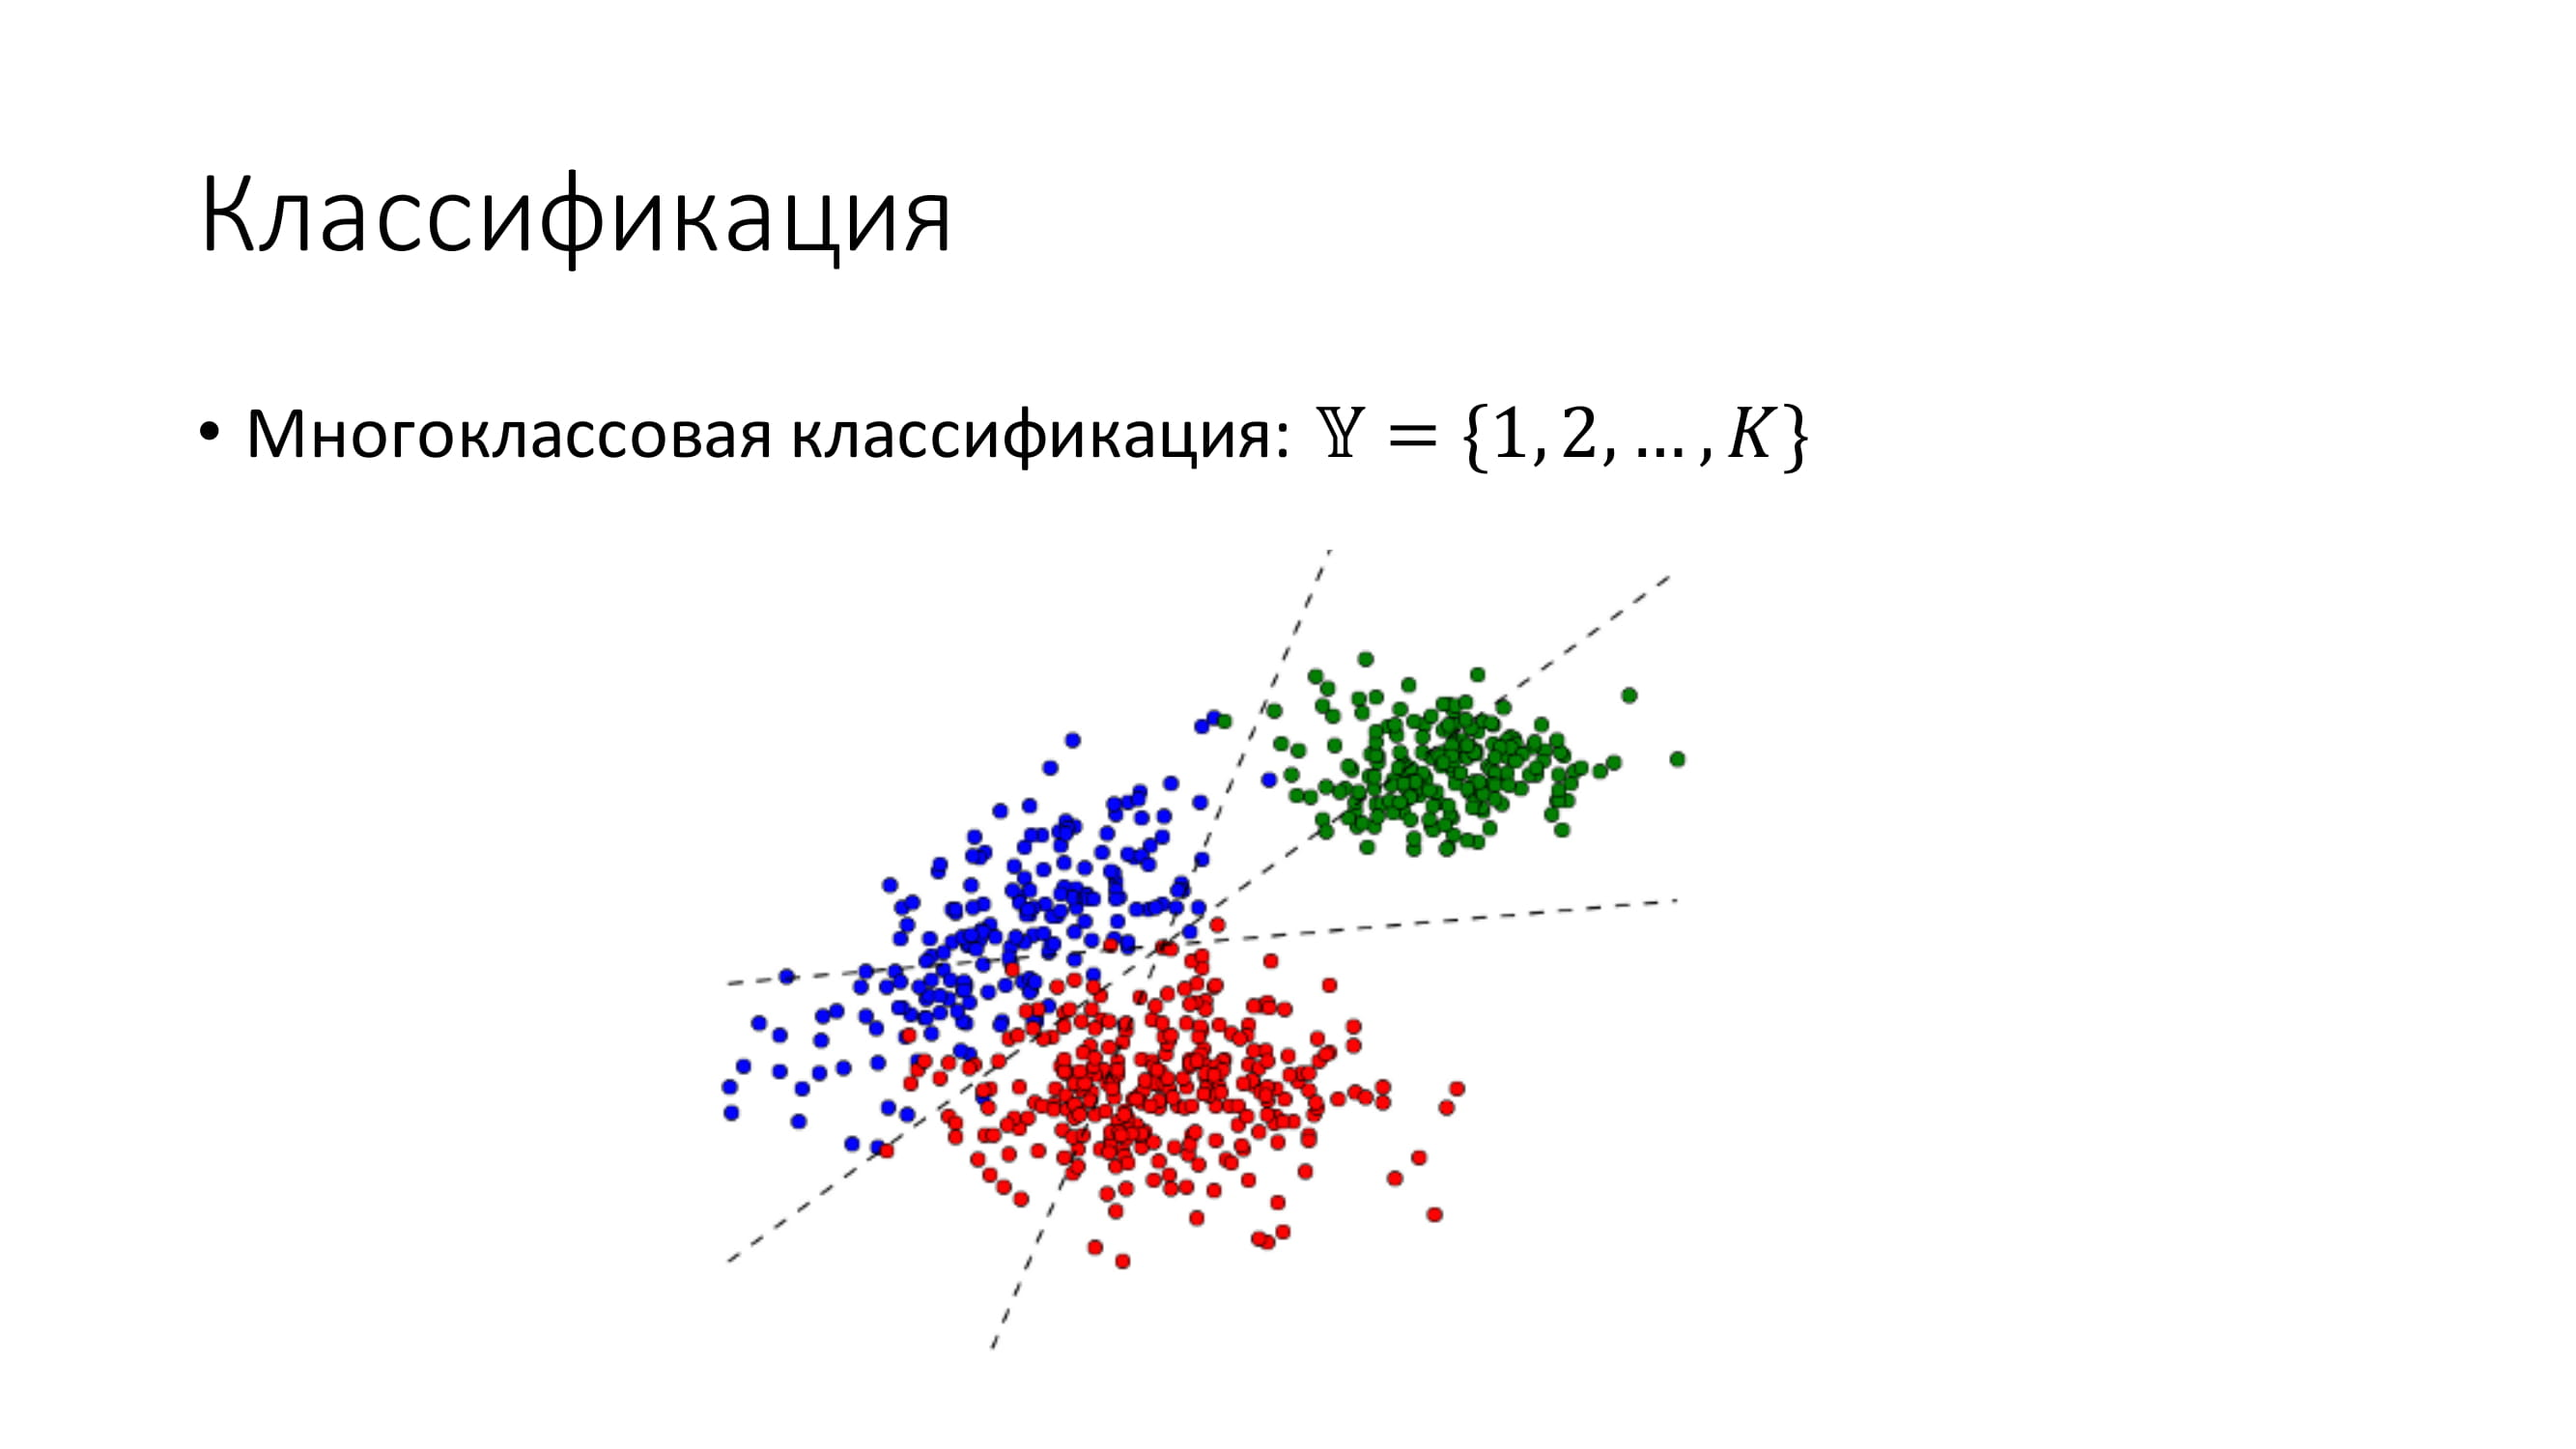 Классификация
• Многоклассовая классификация: 𝕐 = {1, 2, … , K}